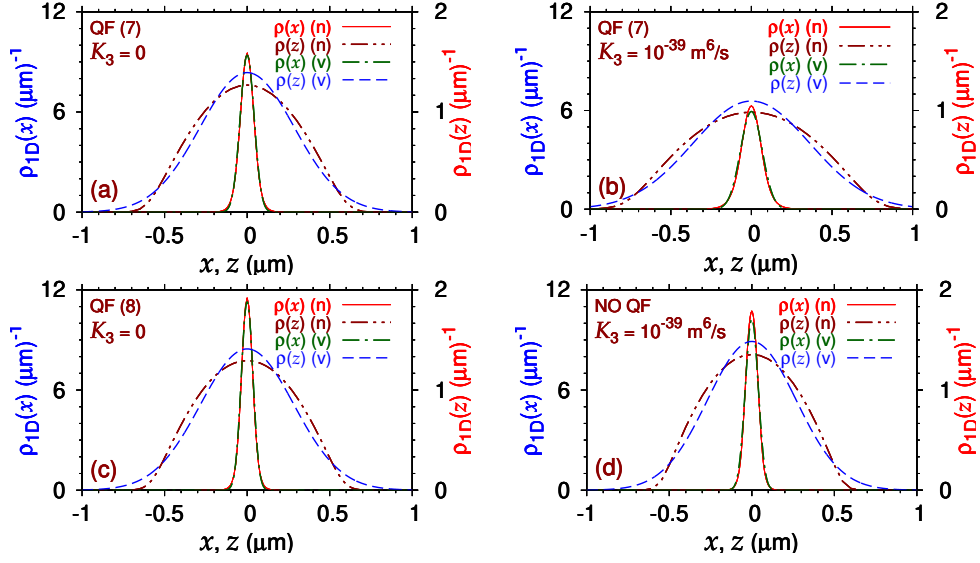 12
6
0
ρ1D(x) (μm)-1
QF (7)
K3 = 0
ρ(x) (n)
ρ(z) (n)
ρ(x) (v)
ρ(z) (v)
(a)
2
1
0
ρ1D(z) (μm)-1
-1 -0.5 0 0.5 1
x, z (μm)
12
6
0
ρ1D(x) (μm)-1
QF (7)
K3 = 10-39 m6/s
ρ(x) (n)
ρ(z) (n)
ρ(x) (v)
ρ(z) (v)
(b)
2
1
0
ρ1D(z) (μm)-1
-1 -0.5 0 0.5 1
x, z (μm)
12
6
0
ρ1D(x) (μm)-1
QF (8)
K3 = 0
ρ(x) (n)
ρ(z) (n)
ρ(x) (v)
ρ(z) (v)
(c)
2
1
0
ρ1D(z) (μm)-1
-1 -0.5 0 0.5 1
x, z (μm)
12
6
0
ρ1D(x) (μm)-1
NO QF
K3 = 10-39 m6/s
ρ(x) (n)
ρ(z) (n)
ρ(x) (v)
ρ(z) (v)
(d)
2
1
0
ρ1D(z) (μm)-1
-1 -0.5 0 0.5 1
x, z (μm)